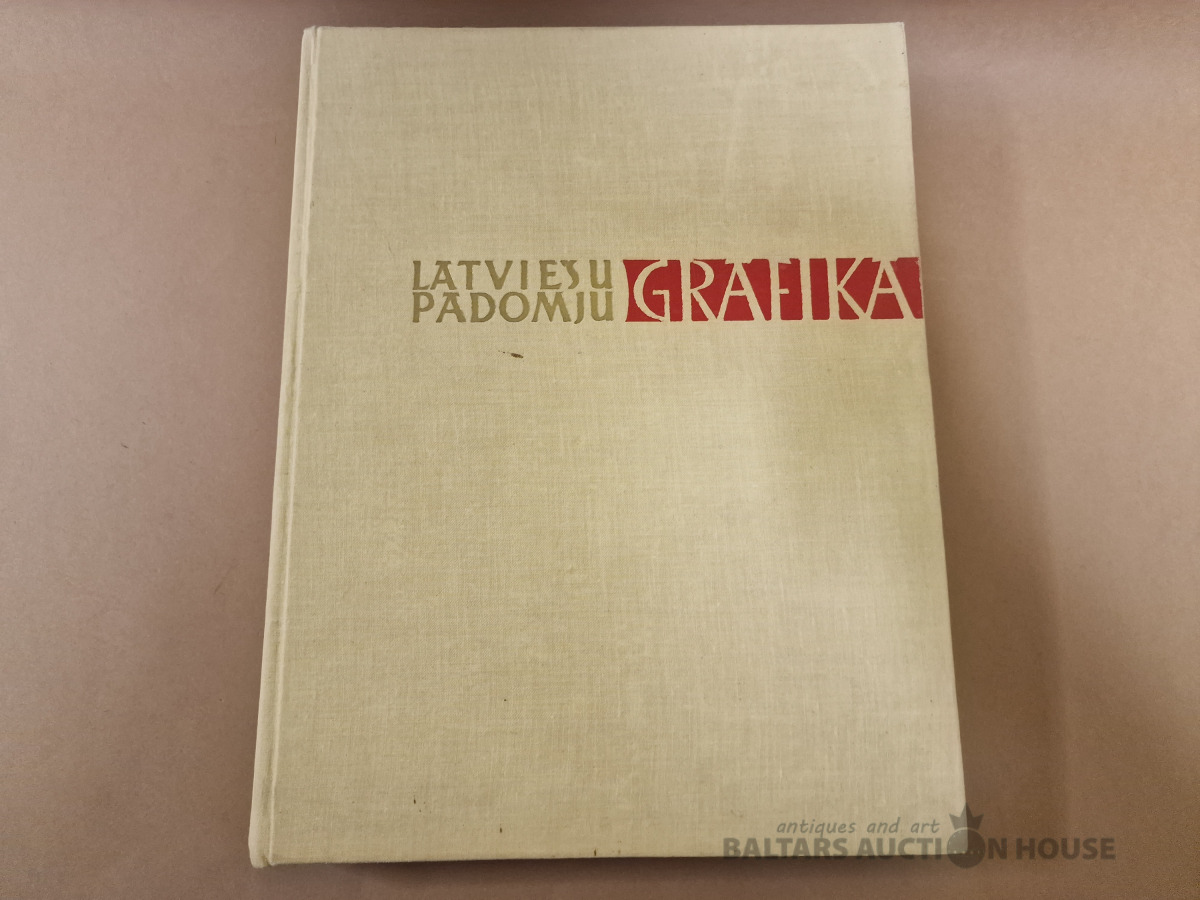 LATVIEŠU
PADOMJU
GRAFIKA
antiques and art
BALTARS AUCTION HOUSE